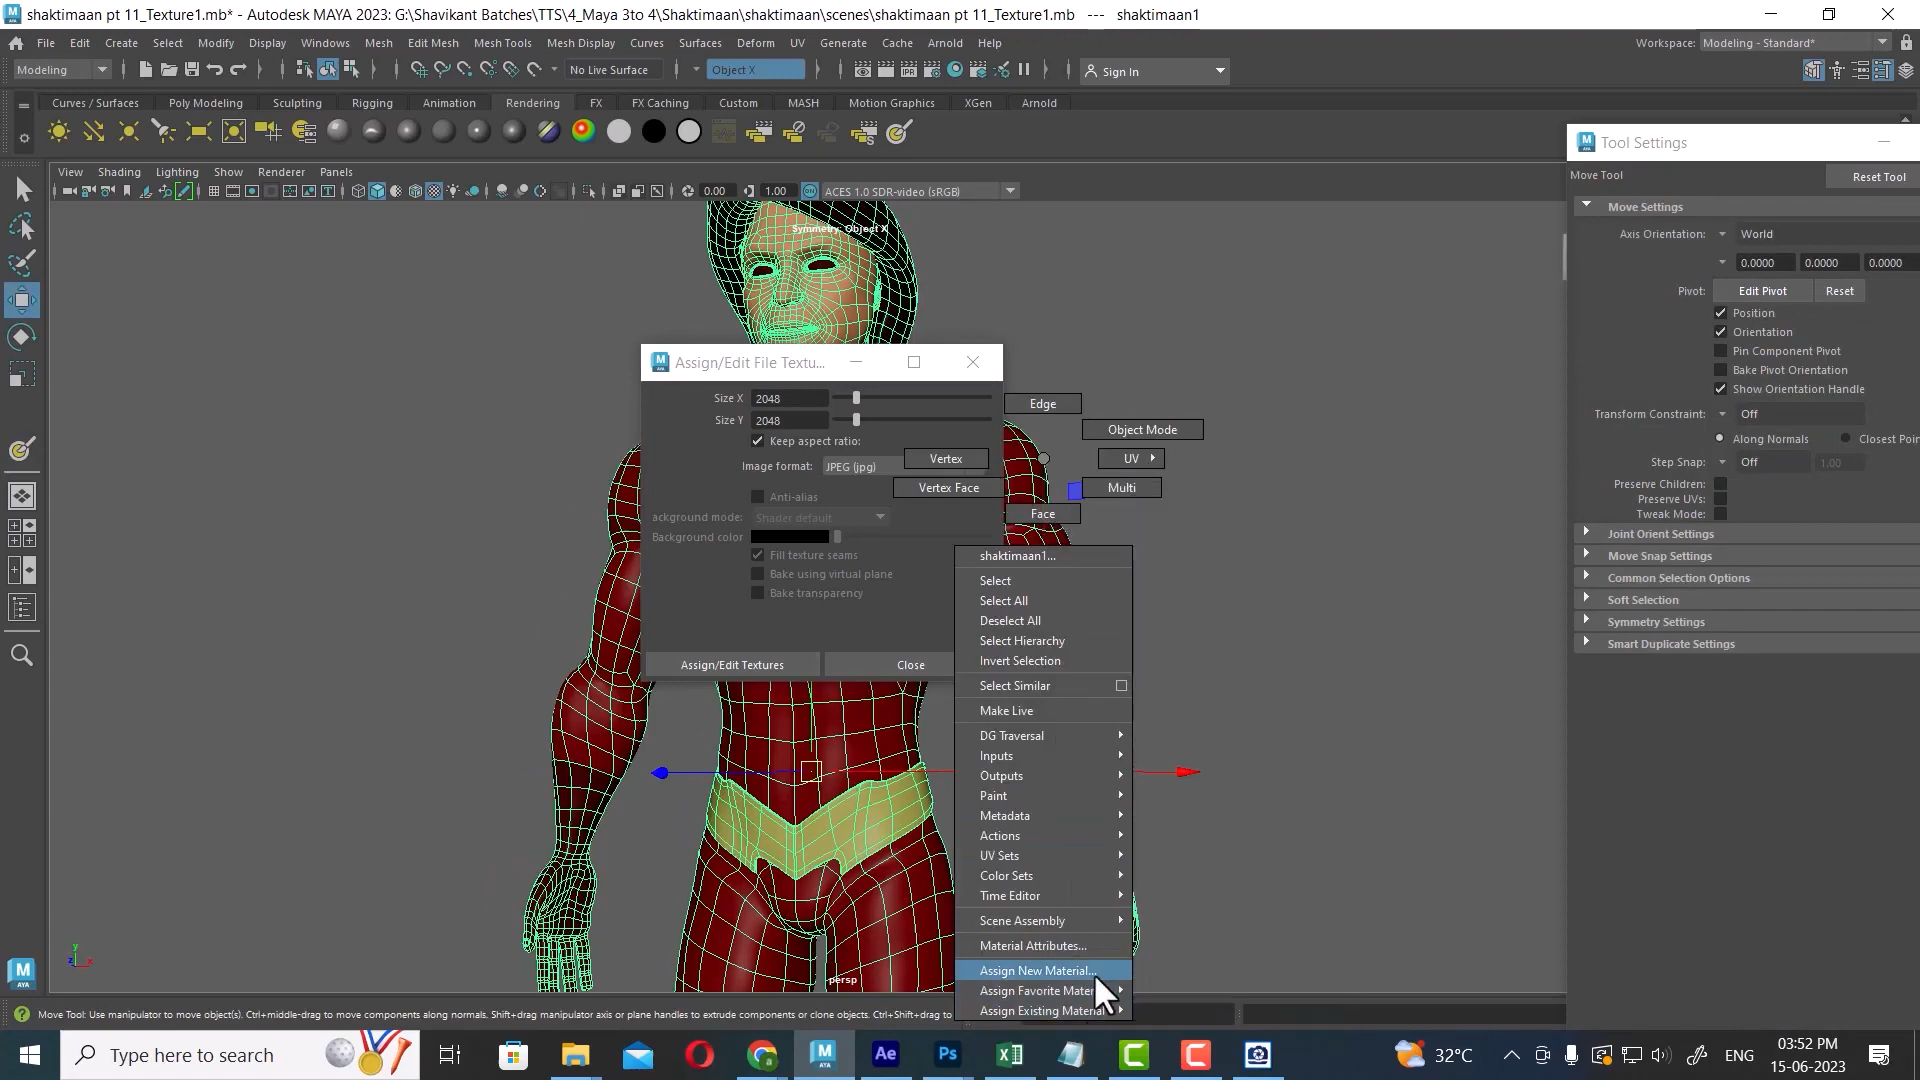 shaktimaan pt 11_Texture1.mb* - Autodesk MAYA 2023: G:\Shavikant Batches\TTS\4_Maya 3to 4\Shaktimaan\shaktimaan\scenes\shaktimaan pt 11_Texture1.mb --- shaktimaan1
File Edit Create Select Modify Display Windows Mesh Edit Mesh Mesh Tools Mesh Display Curves Surfaces Deform UV Generate Cache Arnold Help
Workspace: Modeling - Standard*
Modeling No Live Surface Object X Sign In
Curves / Surfaces Poly Modeling Sculpting Rigging Animation Rendering FX FX Caching Custom MASH Motion Graphics XGen Arnold
View Shading Lighting Show Renderer Panels
0.00 1.00 ACES 1.0 SDR-video (sRGB)
Symmetry: Object X
Assign/Edit File Textu...
Size X 2048
Size Y 2048
Keep aspect ratio:
Image format: JPEG (jpg)
Anti-alias
ackground mode: Shader default
Background color
Fill texture seams
Bake using virtual plane
Bake transparency
Assign/Edit Textures Close
Edge
Object Mode
Vertex UV
Vertex Face Multi
Face
shaktimaan1...
Select
Select All
Deselect All
Select Hierarchy
Invert Selection
Select Similar
Make Live
DG Traversal
Inputs
Outputs
Paint
Metadata
Actions
UV Sets
Color Sets
Time Editor
Scene Assembly
Material Attributes...
Assign New Material...
Assign Favorite Mater
Assign Existing Material
persp
y
z x
Tool Settings
Move Tool Reset Tool
Move Settings
Axis Orientation: World
0.0000 0.0000 0.0000
Pivot: Edit Pivot Reset
Position
Orientation
Pin Component Pivot
Bake Pivot Orientation
Show Orientation Handle
Transform Constraint: Off
Along Normals Closest Poin
Step Snap: Off 1.00
Preserve Children:
Preserve UVs:
Tweak Mode:
Joint Orient Settings
Move Snap Settings
Common Selection Options
Soft Selection
Symmetry Settings
Smart Duplicate Settings
Move Tool: Use manipulator to move object(s). Ctrl+middle-drag to move components along normals. Shift+drag manipulator axis or plane handles to extrude components or clone objects. Ctrl+Shift+drag to
Type here to search
32°C ENG
03:52 PM
15-06-2023